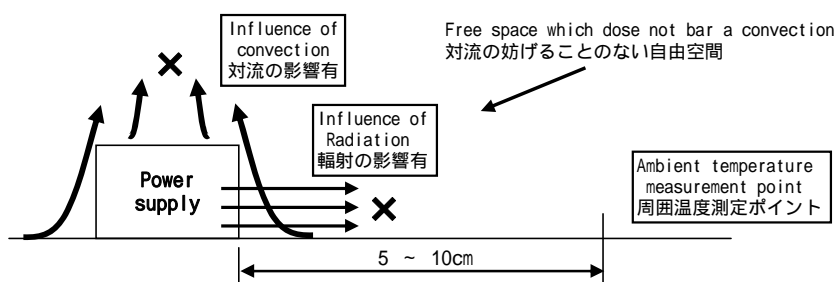 Influence of
convection
対流の影響有
Free space which dose not bar a convection
対流の妨げることのない自由空間
Influence of
Radiation
輻射の影響有
Power
supply
Ambient temperature
measurement point
周囲温度測定ポイント
5 ～ 10cm